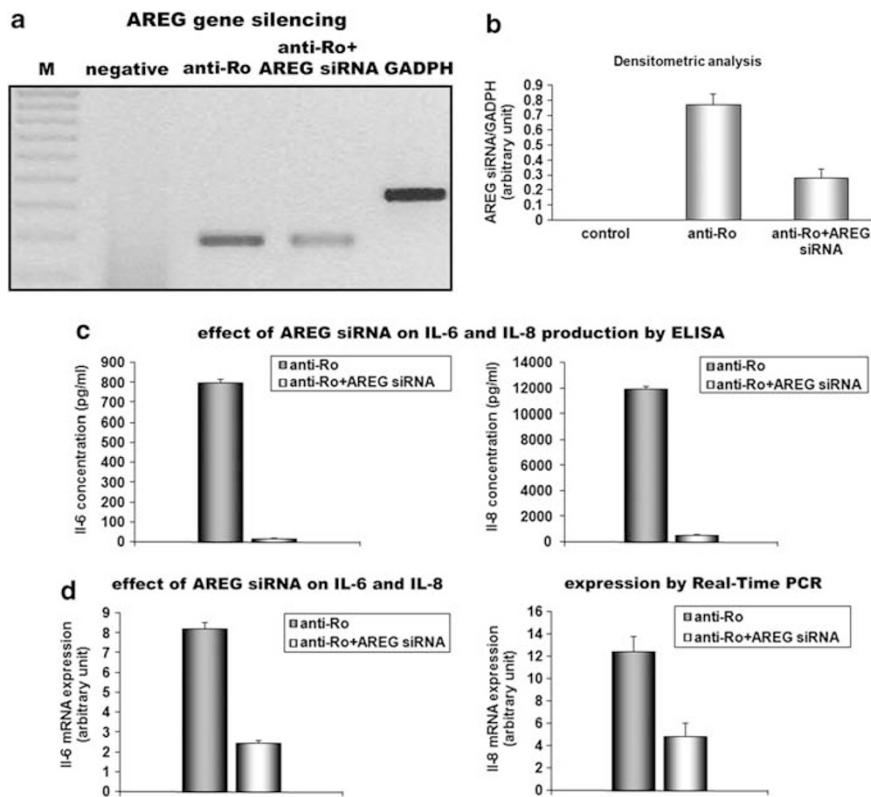 a
AREG gene silencing
M negative anti-Ro anti-Ro+ AREG siRNA GADPH
b
Densitometric analysis
AREG siRNA/GADPH
(arbitrary unit)
0.9
0.8
0.7
0.6
0.5
0.4
0.3
0.2
0.1
0
control anti-Ro anti-Ro+AREG siRNA
c
effect of AREG siRNA on IL-6 and IL-8 production by ELISA
Il-6 concentration (pg/ml)
900
800
700
600
500
400
300
200
100
0
anti-Ro
anti-Ro+AREG siRNA
Il-8 concentration (pg/ml)
14000
12000
10000
8000
6000
4000
2000
0
anti-Ro
anti-Ro+AREG siRNA
d
effect of AREG siRNA on IL-6 and IL-8 expression by Real-Time PCR
Il-6 mRNA expression
(arbitrary unit)
9
8
7
6
5
4
3
2
1
0
anti-Ro
anti-Ro+AREG siRNA
Il-8 mRNA expression
(arbitrary unit)
16
14
12
10
8
6
4
2
0
anti-Ro
anti-Ro+AREG siRNA